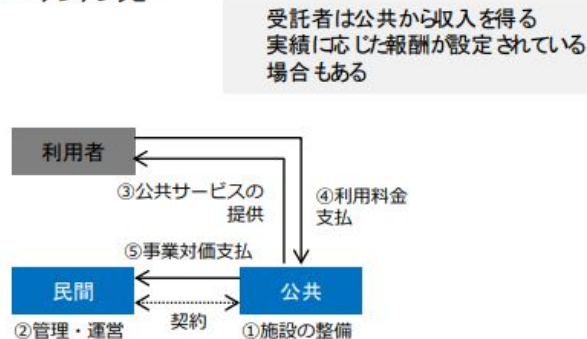 受託者は公共から収入を得る
実績に応じた報酬が設定されている
場合もある
利用者
③公共サービスの
提供
④利用料金
支払
⑤事業対価支払
民間
公共
契約
②管理・運営
①施設の整備